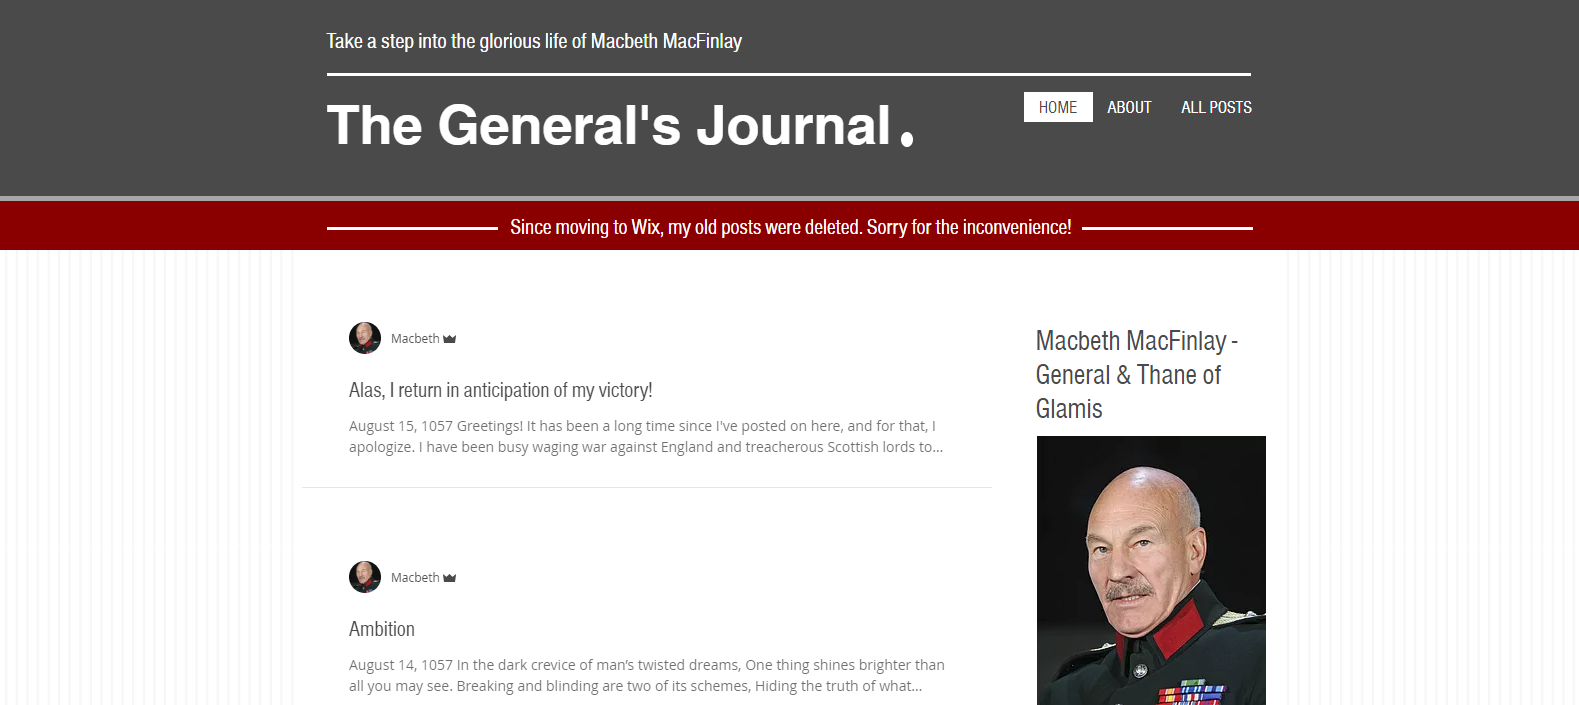 Take a step into the glorious life of Macbeth MacFinlay
The General's Journal.
HOME ABOUT ALL POSTS
Since moving to Wix, my old posts were deleted. Sorry for the inconvenience!
Macbeth
Alas, I return in anticipation of my victory!
August 15, 1057 Greetings! It has been a long time since I've posted on here, and for that, I
apologize. I have been busy waging war against England and treacherous Scottish lords to...
Macbeth
Ambition
August 14, 1057 In the dark crevice of man’s twisted dreams, One thing shines brighter than
all you may see. Breaking and blinding are two of its schemes, Hiding the truth of what...
Macbeth MacFinlay -
General & Thane of
Glamis